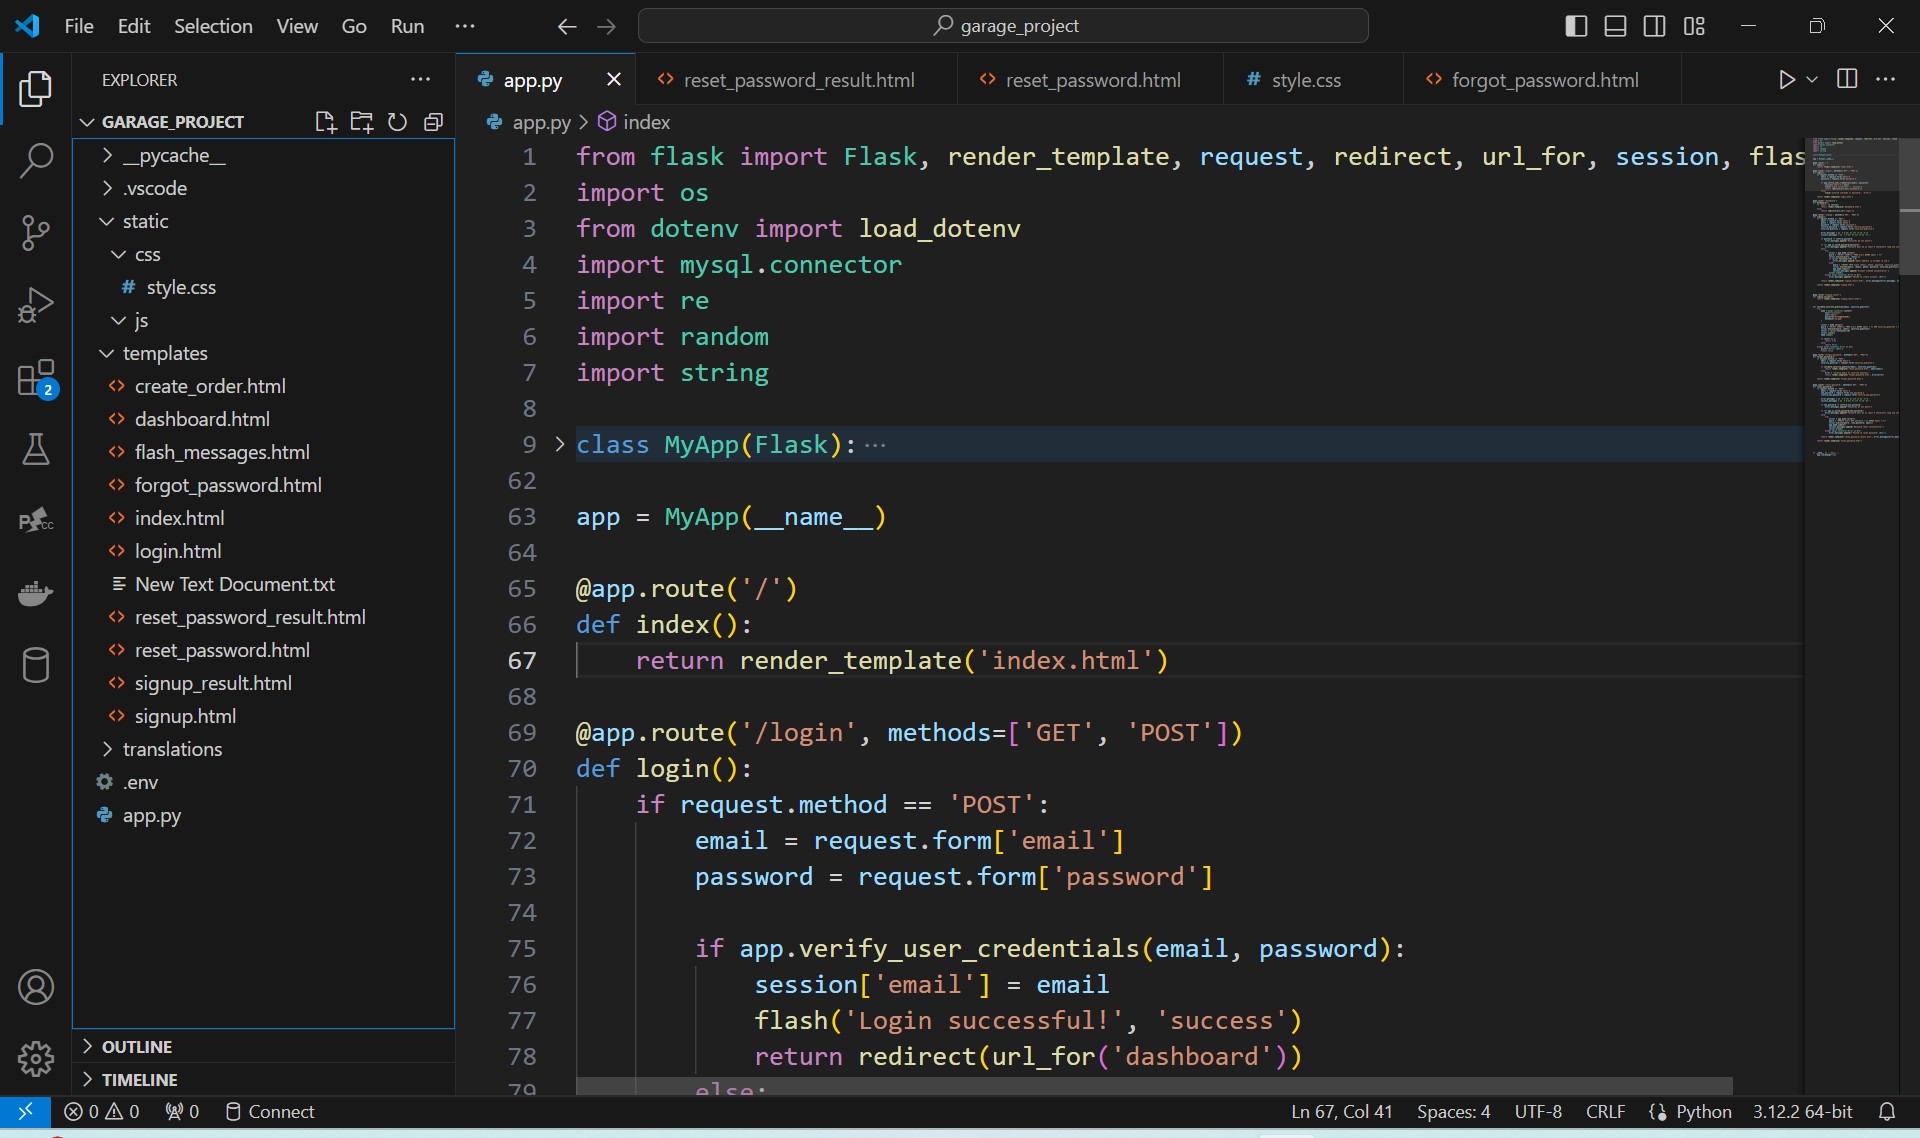 File Edit Selection View Go Run ···
garage_project
EXPLORER ···
GARAGE_PROJECT
__pycache__
.vscode
static
css
# style.css
js
templates
<> create_order.html
<> dashboard.html
<> flash_messages.html
<> forgot_password.html
<> index.html
<> login.html
New Text Document.txt
<> reset_password_result.html
<> reset_password.html
<> signup_result.html
<> signup.html
translations
.env
app.py
OUTLINE
TIMELINE
2
app.py
<> reset_password_result.html
<> reset_password.html
# style.css
<> forgot_password.html
app.py > index
1 from flask import Flask, render_template, request, redirect, url_for, session, flas
2 import os
3 from dotenv import load_dotenv
4 import mysql.connector
5 import re
6 import random
7 import string
8
9 class MyApp(Flask):···
62
63 app = MyApp(__name__)
64
65 @app.route('/')
66 def index():
67     return render_template('index.html')
68
69 @app.route('/login', methods=['GET', 'POST'])
70 def login():
71     if request.method == 'POST':
72         email = request.form['email']
73         password = request.form['password']
74
75         if app.verify_user_credentials(email, password):
76             session['email'] = email
77             flash('Login successful!', 'success')
78             return redirect(url_for('dashboard'))
79         else:
0 0 0 Connect
Ln 67, Col 41 Spaces: 4 UTF-8 CRLF Python 3.12.2 64-bit